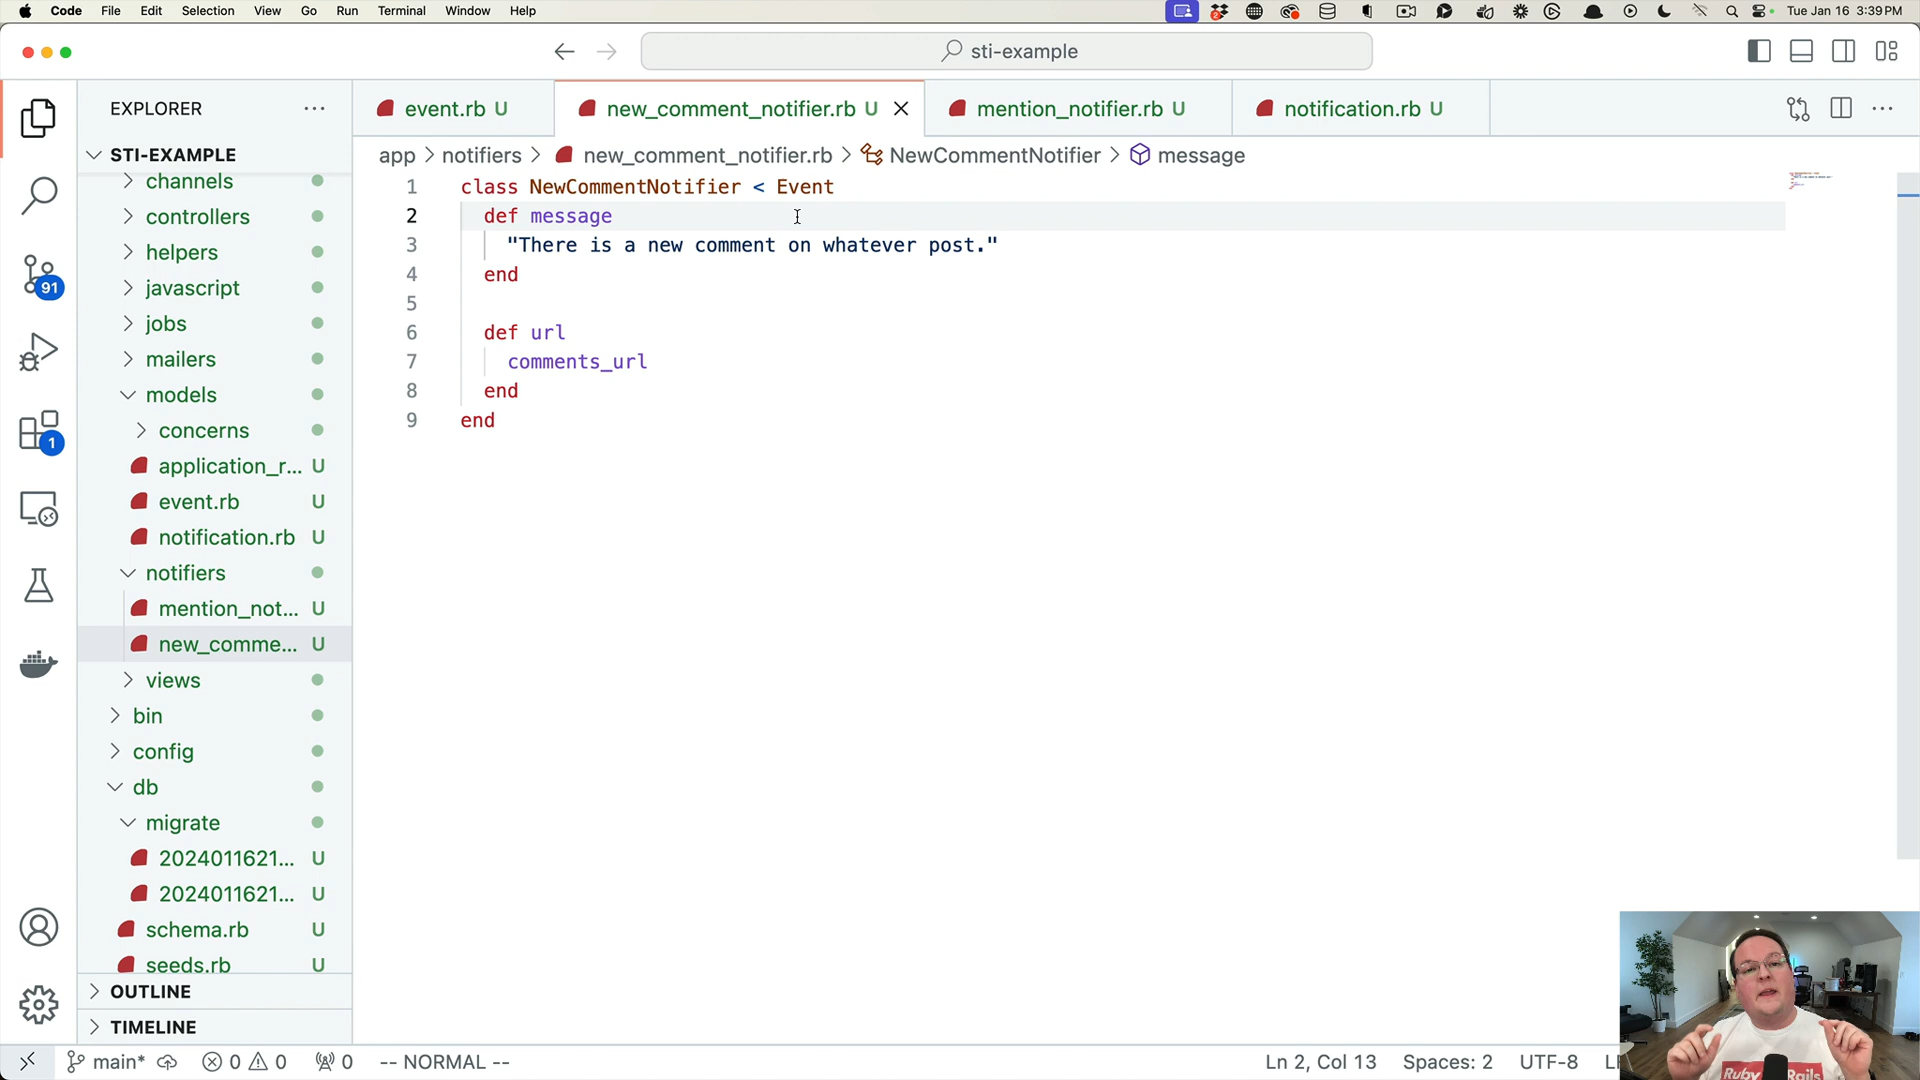 Code File Edit Selection View Go Run Terminal Window Help
Tue Jan 16 3:39 PM
sti-example
EXPLORER
STI-EXAMPLE
channels
controllers
helpers
javascript
jobs
mailers
models
concerns
application_r... U
event.rb U
notification.rb U
notifiers
mention_not... U
new_comme... U
views
bin
config
db
migrate
2024011621... U
2024011621... U
schema.rb U
seeds.rb U
OUTLINE
TIMELINE
91
1
event.rb U
new_comment_notifier.rb U
mention_notifier.rb U
notification.rb U
app > notifiers > new_comment_notifier.rb > NewCommentNotifier > message
1 class NewCommentNotifier < Event
2 def message
3 "There is a new comment on whatever post."
4 end
5
6 def url
7 comments_url
8 end
9 end
main* 0 0 0 -- NORMAL --
Ln 2, Col 13 Spaces: 2 UTF-8
Ruby Rails